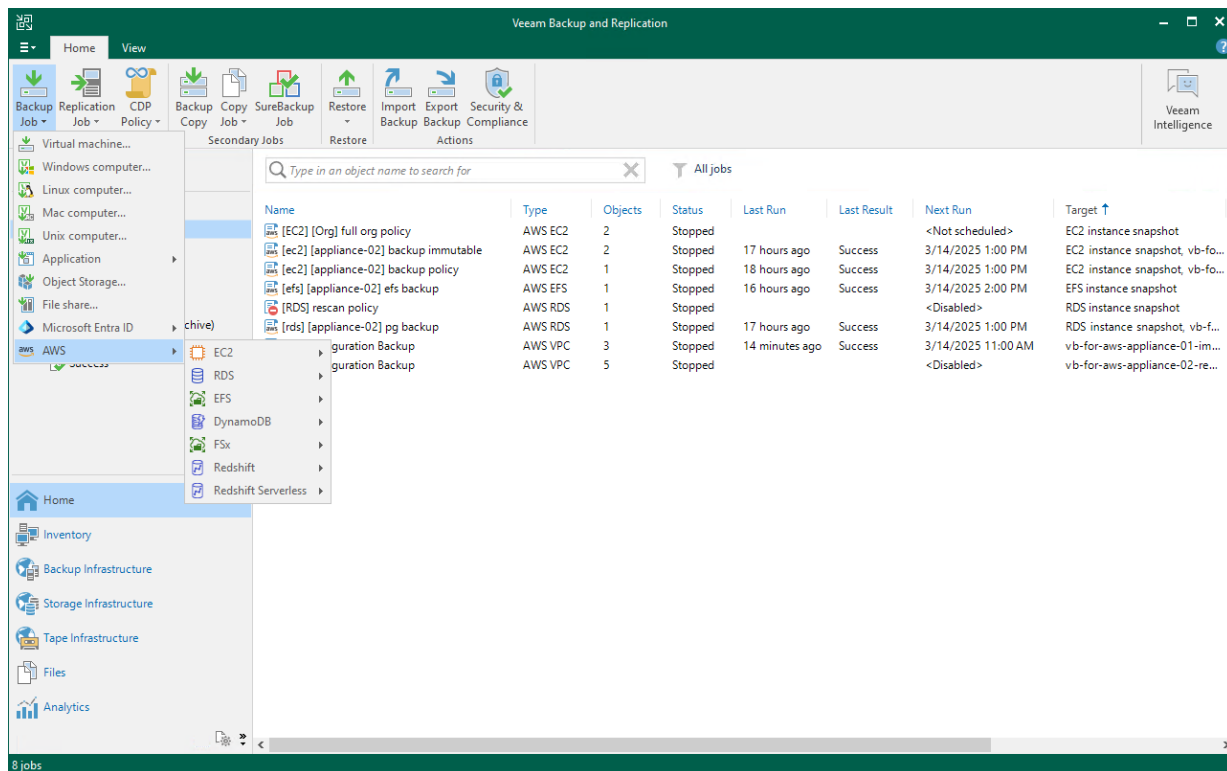 Veeam Backup and Replication
Home View
Backup Job
Replication Job
CDP Policy
Backup Copy
Copy Job
SureBackup Job
Restore
Import Backup
Export Backup
Security & Compliance
Veeam Intelligence
Secondary Jobs
Restore
Actions
Virtual machine...
Windows computer...
Linux computer...
Mac computer...
Unix computer...
Application
Object Storage...
File share...
Microsoft Entra ID
aws AWS
chive)
Success
EC2
RDS
EFS
DynamoDB
FSx
Redshift
Redshift Serverless
Type in an object name to search for
All jobs
Name Type Objects Status Last Run Last Result Next Run Target ↑
[EC2] [Org] full org policy AWS EC2 2 Stopped <Not scheduled> EC2 instance snapshot
[ec2] [appliance-02] backup immutable AWS EC2 2 Stopped 17 hours ago Success 3/14/2025 1:00 PM EC2 instance snapshot, vb-fo...
[ec2] [appliance-02] backup policy AWS EC2 1 Stopped 18 hours ago Success 3/14/2025 1:00 PM EC2 instance snapshot, vb-fo...
[efs] [appliance-02] efs backup AWS EFS 1 Stopped 16 hours ago Success 3/14/2025 2:00 PM EFS instance snapshot
[RDS] rescan policy AWS RDS 1 Stopped <Disabled> RDS instance snapshot
[rds] [appliance-02] pg backup AWS RDS 1 Stopped 17 hours ago Success 3/14/2025 1:00 PM RDS instance snapshot, vb-f...
guration Backup AWS VPC 3 Stopped 14 minutes ago Success 3/14/2025 11:00 AM vb-for-aws-appliance-01-im...
guration Backup AWS VPC 5 Stopped <Disabled> vb-for-aws-appliance-02-re...
Home
Inventory
Backup Infrastructure
Storage Infrastructure
Tape Infrastructure
Files
Analytics
8 jobs